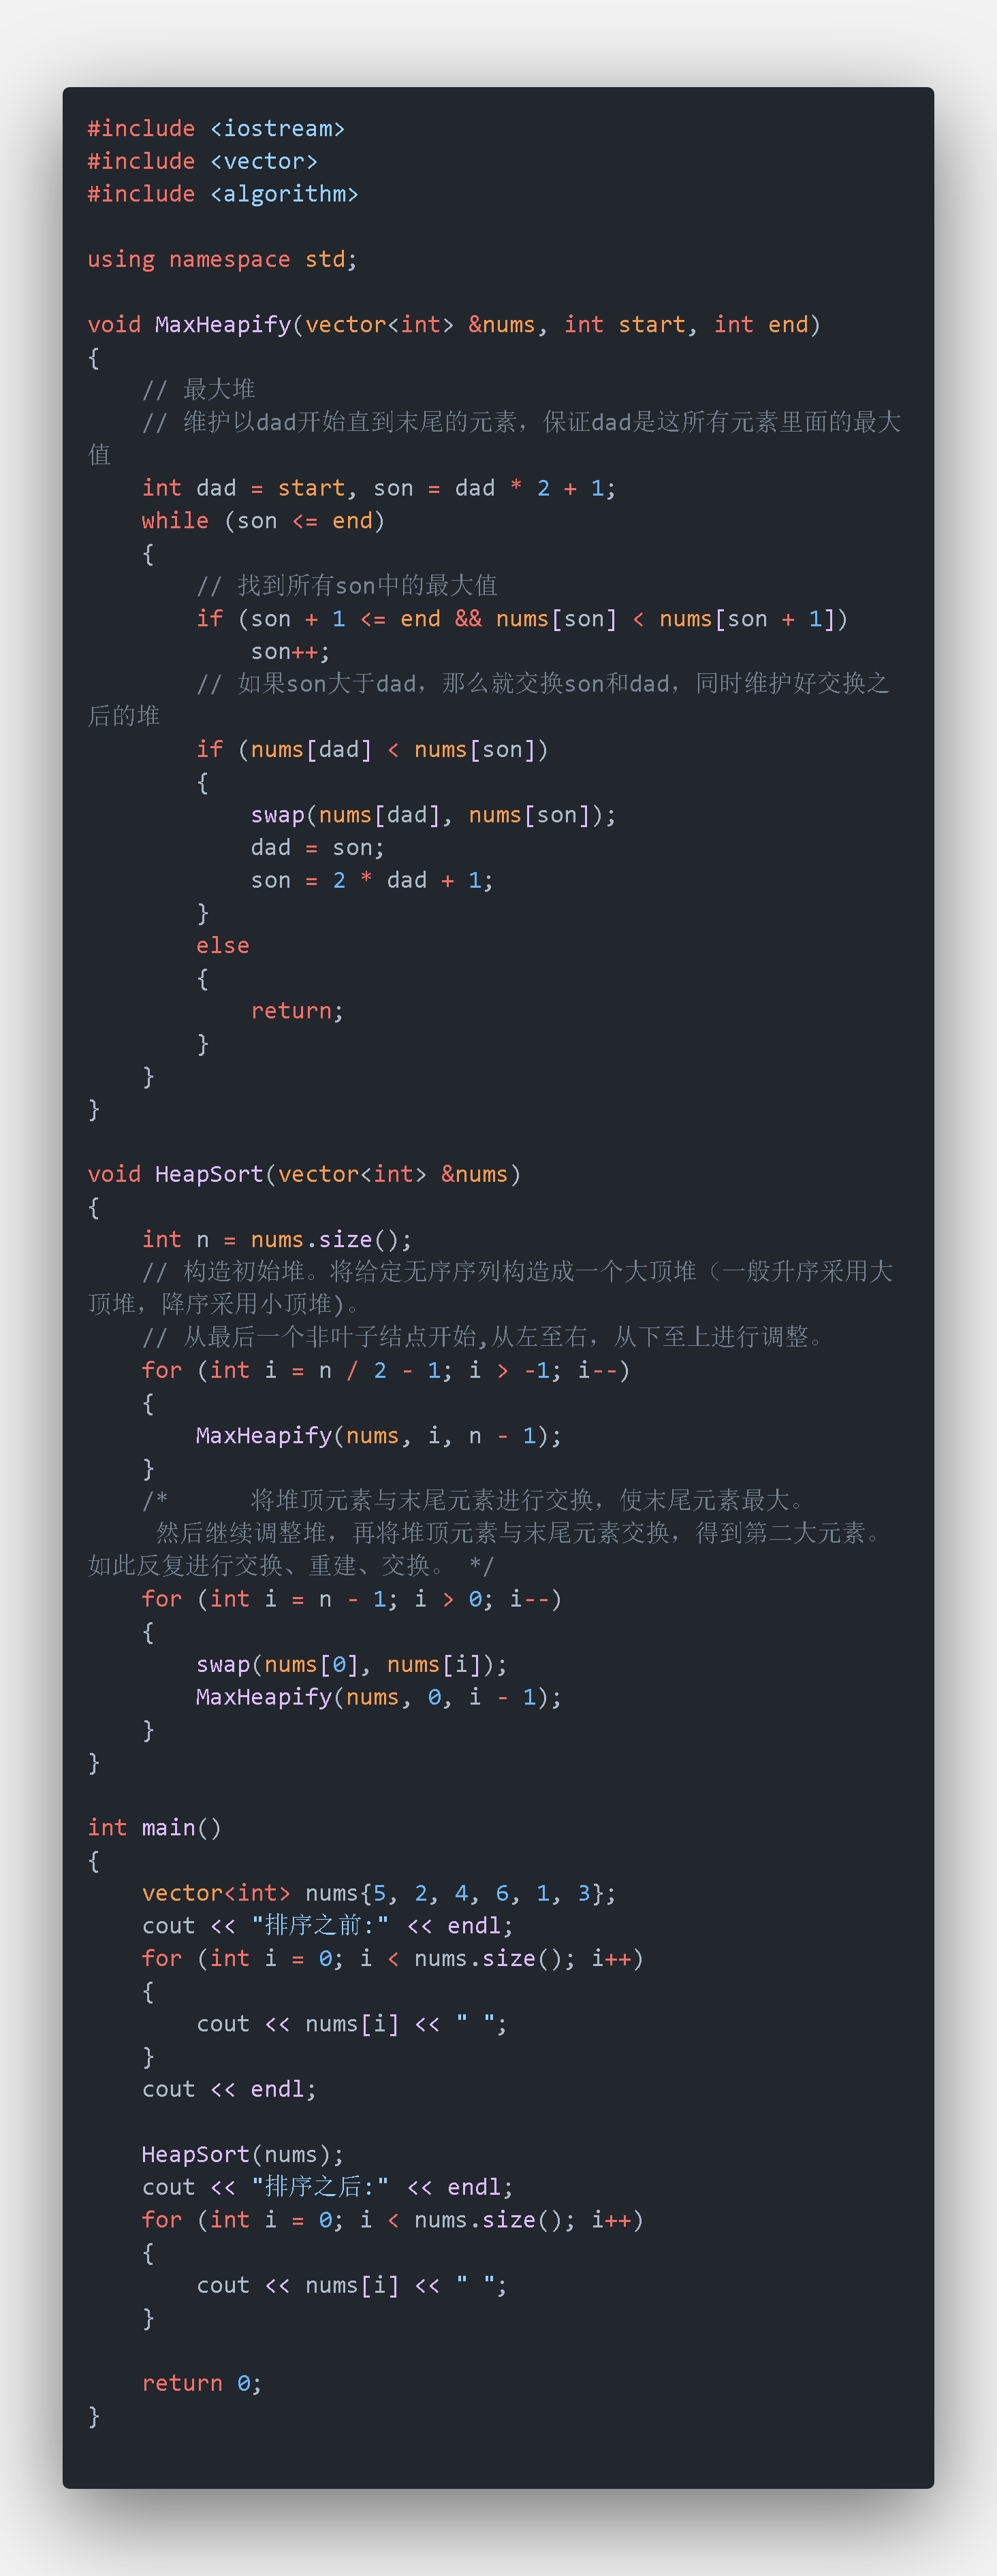 #include <iostream>
#include <vector>
#include <algorithm>

using namespace std;

void MaxHeapify(vector<int> &nums, int start, int end)
{
    // 最大堆
    // 维护以dad开始直到末尾的元素，保证dad是这所有元素里面的最大
值
    int dad = start, son = dad * 2 + 1;
    while (son <= end)
    {
        // 找到所有son中的最大值
        if (son + 1 <= end && nums[son] < nums[son + 1])
            son++;
        // 如果son大于dad，那么就交换son和dad，同时维护好交换之
后的堆
        if (nums[dad] < nums[son])
        {
            swap(nums[dad], nums[son]);
            dad = son;
            son = 2 * dad + 1;
        }
        else
        {
            return;
        }
    }
}

void HeapSort(vector<int> &nums)
{
    int n = nums.size();
    // 构造初始堆。将给定无序序列构造成一个大顶堆（一般升序采用大
顶堆，降序采用小顶堆)。
    // 从最后一个非叶子结点开始,从左至右，从下至上进行调整。
    for (int i = n / 2 - 1; i > -1; i--)
    {
        MaxHeapify(nums, i, n - 1);
    }
    /*      将堆顶元素与末尾元素进行交换，使末尾元素最大。
     然后继续调整堆，再将堆顶元素与末尾元素交换，得到第二大元素。
如此反复进行交换、重建、交换。 */
    for (int i = n - 1; i > 0; i--)
    {
        swap(nums[0], nums[i]);
        MaxHeapify(nums, 0, i - 1);
    }
}

int main()
{
    vector<int> nums{5, 2, 4, 6, 1, 3};
    cout << "排序之前:" << endl;
    for (int i = 0; i < nums.size(); i++)
    {
        cout << nums[i] << " ";
    }
    cout << endl;

    HeapSort(nums);
    cout << "排序之后:" << endl;
    for (int i = 0; i < nums.size(); i++)
    {
        cout << nums[i] << " ";
    }

    return 0;
}